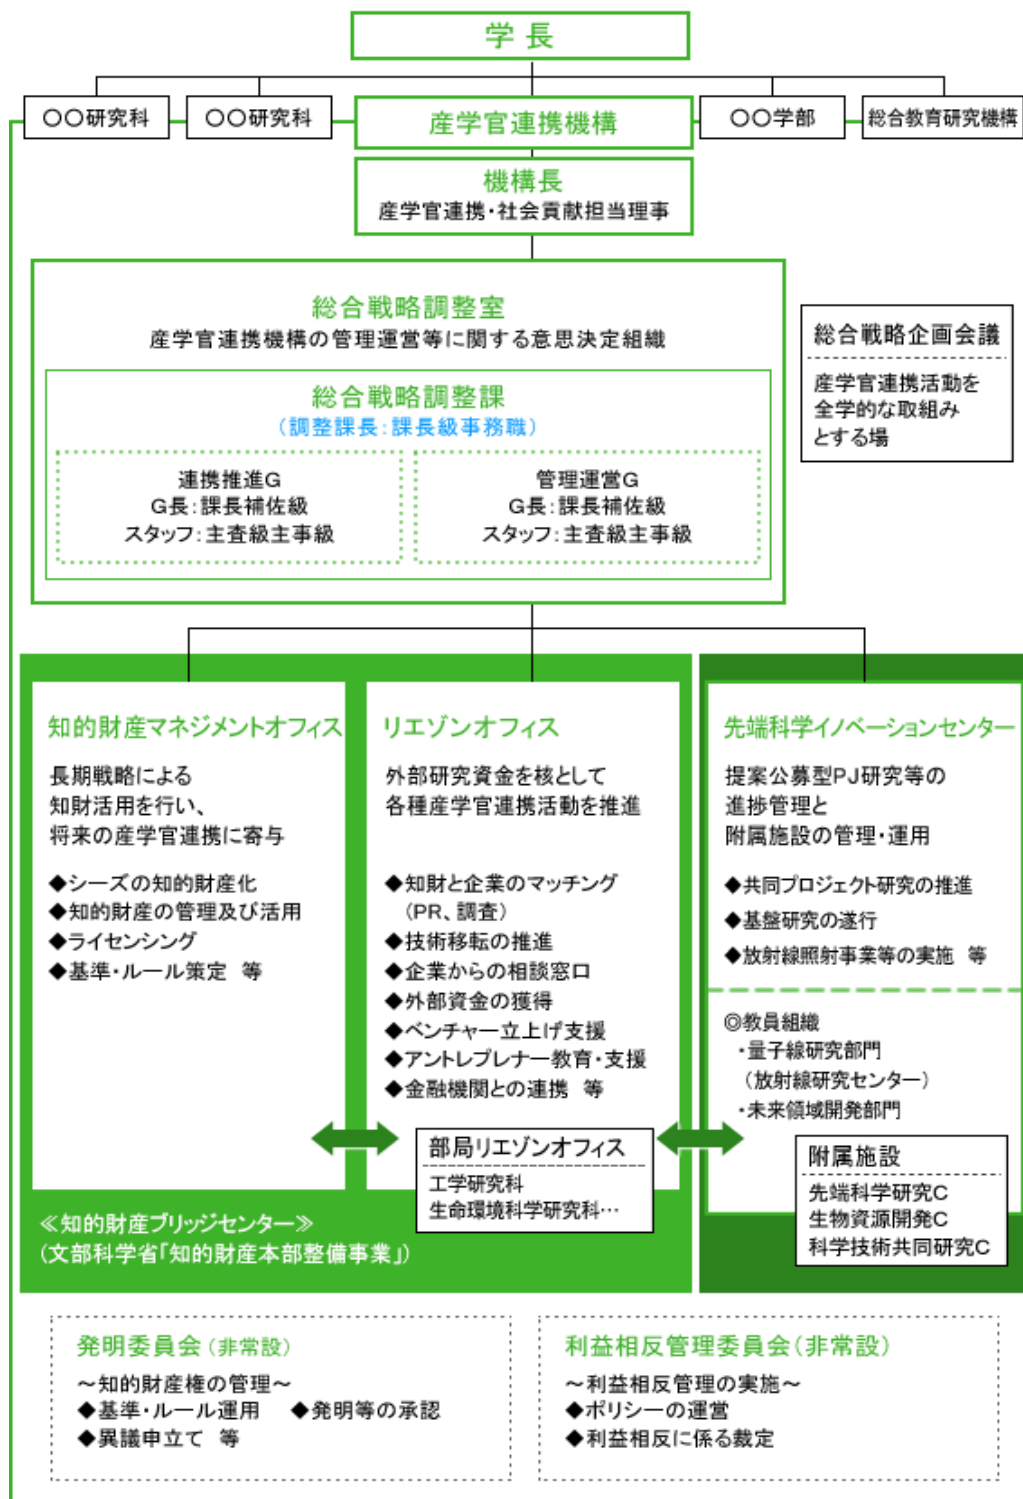 学長
〇〇研究科
〇〇研究科
産学官連携機構
〇〇学部
総合教育研究機構
機構長
産学官連携・社会貢献担当理事
総合戦略調整室
産学官連携機構の管理運営等に関する意思決定組織
総合戦略調整課
(調整課長:課長級事務職)
連携推進G
G長:課長補佐級
スタッフ:主査級主事級
管理運営G
G長:課長補佐級
スタッフ:主査級主事級
総合戦略企画会議
産学官連携活動を
全学的な取組み
とする場
知的財産マネジメントオフィス
長期戦略による
知財活用を行い、
将来の産学官連携に寄与
◆シーズの知的財産化
◆知的財産の管理及び活用
◆ライセンシング
◆基準・ルール策定 等
リエゾンオフィス
外部研究資金を核として
各種産学官連携活動を推進
◆知財と企業のマッチング
(PR、調査)
◆技術移転の推進
◆企業からの相談窓口
◆外部資金の獲得
◆ベンチャー立上げ支援
◆アントレプレナー教育・支援
◆金融機関との連携 等
部局リエゾンオフィス
工学研究科
生命環境科学研究科…
先端科学イノベーションセンター
提案公募型PJ研究等の
進捗管理と
附属施設の管理・運用
◆共同プロジェクト研究の推進
◆基盤研究の遂行
◆放射線照射事業等の実施 等
◎教員組織
・量子線研究部門
(放射線研究センター)
・未来領域開発部門
附属施設
先端科学研究C
生物資源開発C
科学技術共同研究C
≪知的財産ブリッジセンター≫
(文部科学省「知的財産本部整備事業」)
発明委員会(非常設)
～知的財産権の管理～
◆基準・ルール運用 ◆発明等の承認
◆異議申立て 等
利益相反管理委員会(非常設)
～利益相反管理の実施～
◆ポリシーの運営
◆利益相反に係る裁定